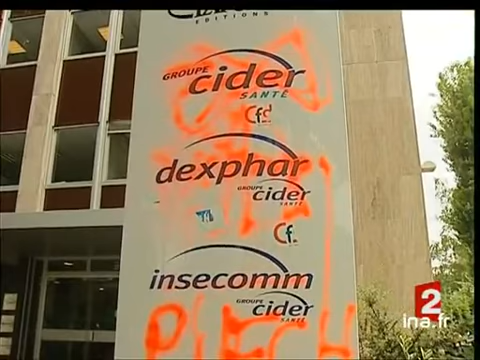 EDITIONS
GROUPE
cider
SANTÉ
Cfd
dexphar
GROUPE
cider
SANTÉ
Cf
insecomm
GROUPE
cider
SANTÉ
2
ina.fr